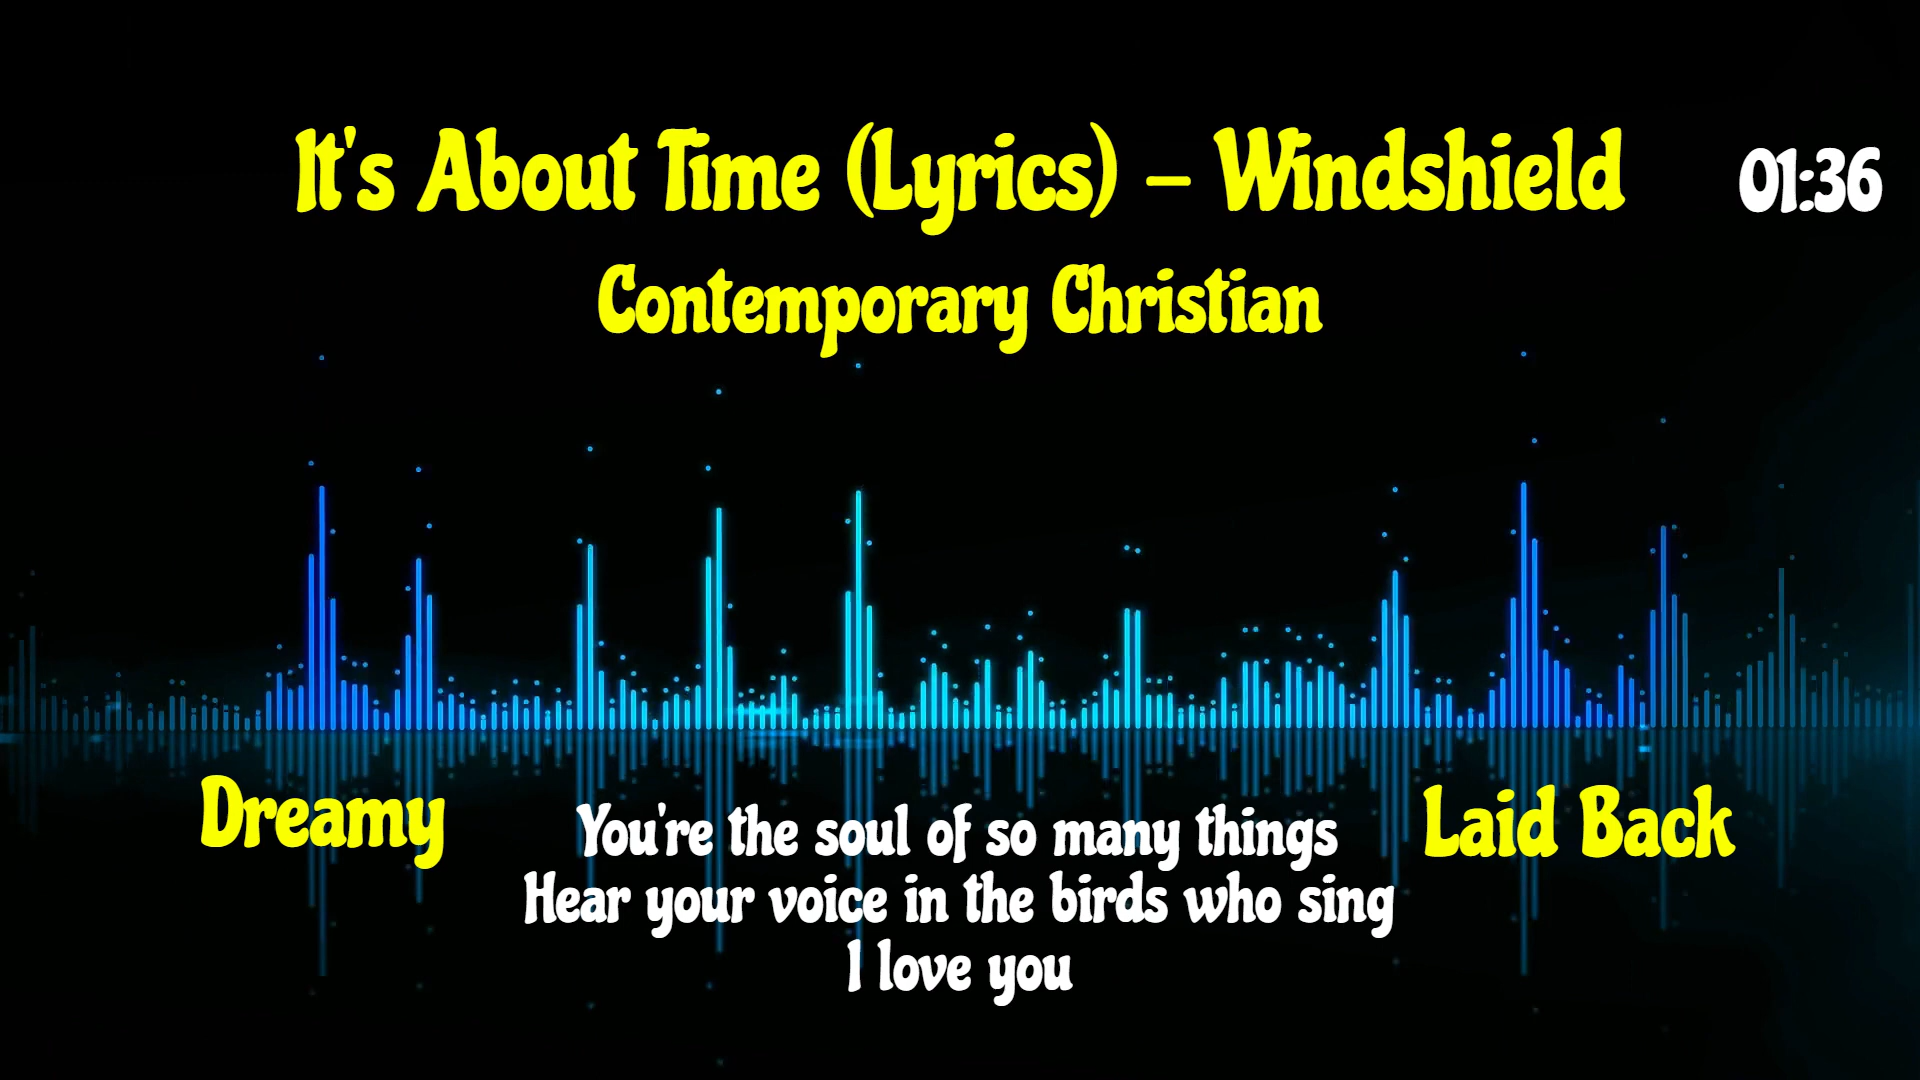 It's About Time (Lyrics) – Windshield
01:36
Contemporary Christian
Dreamy
Laid Back
You're the soul of so many things
Hear your voice in the birds who sing
I love you